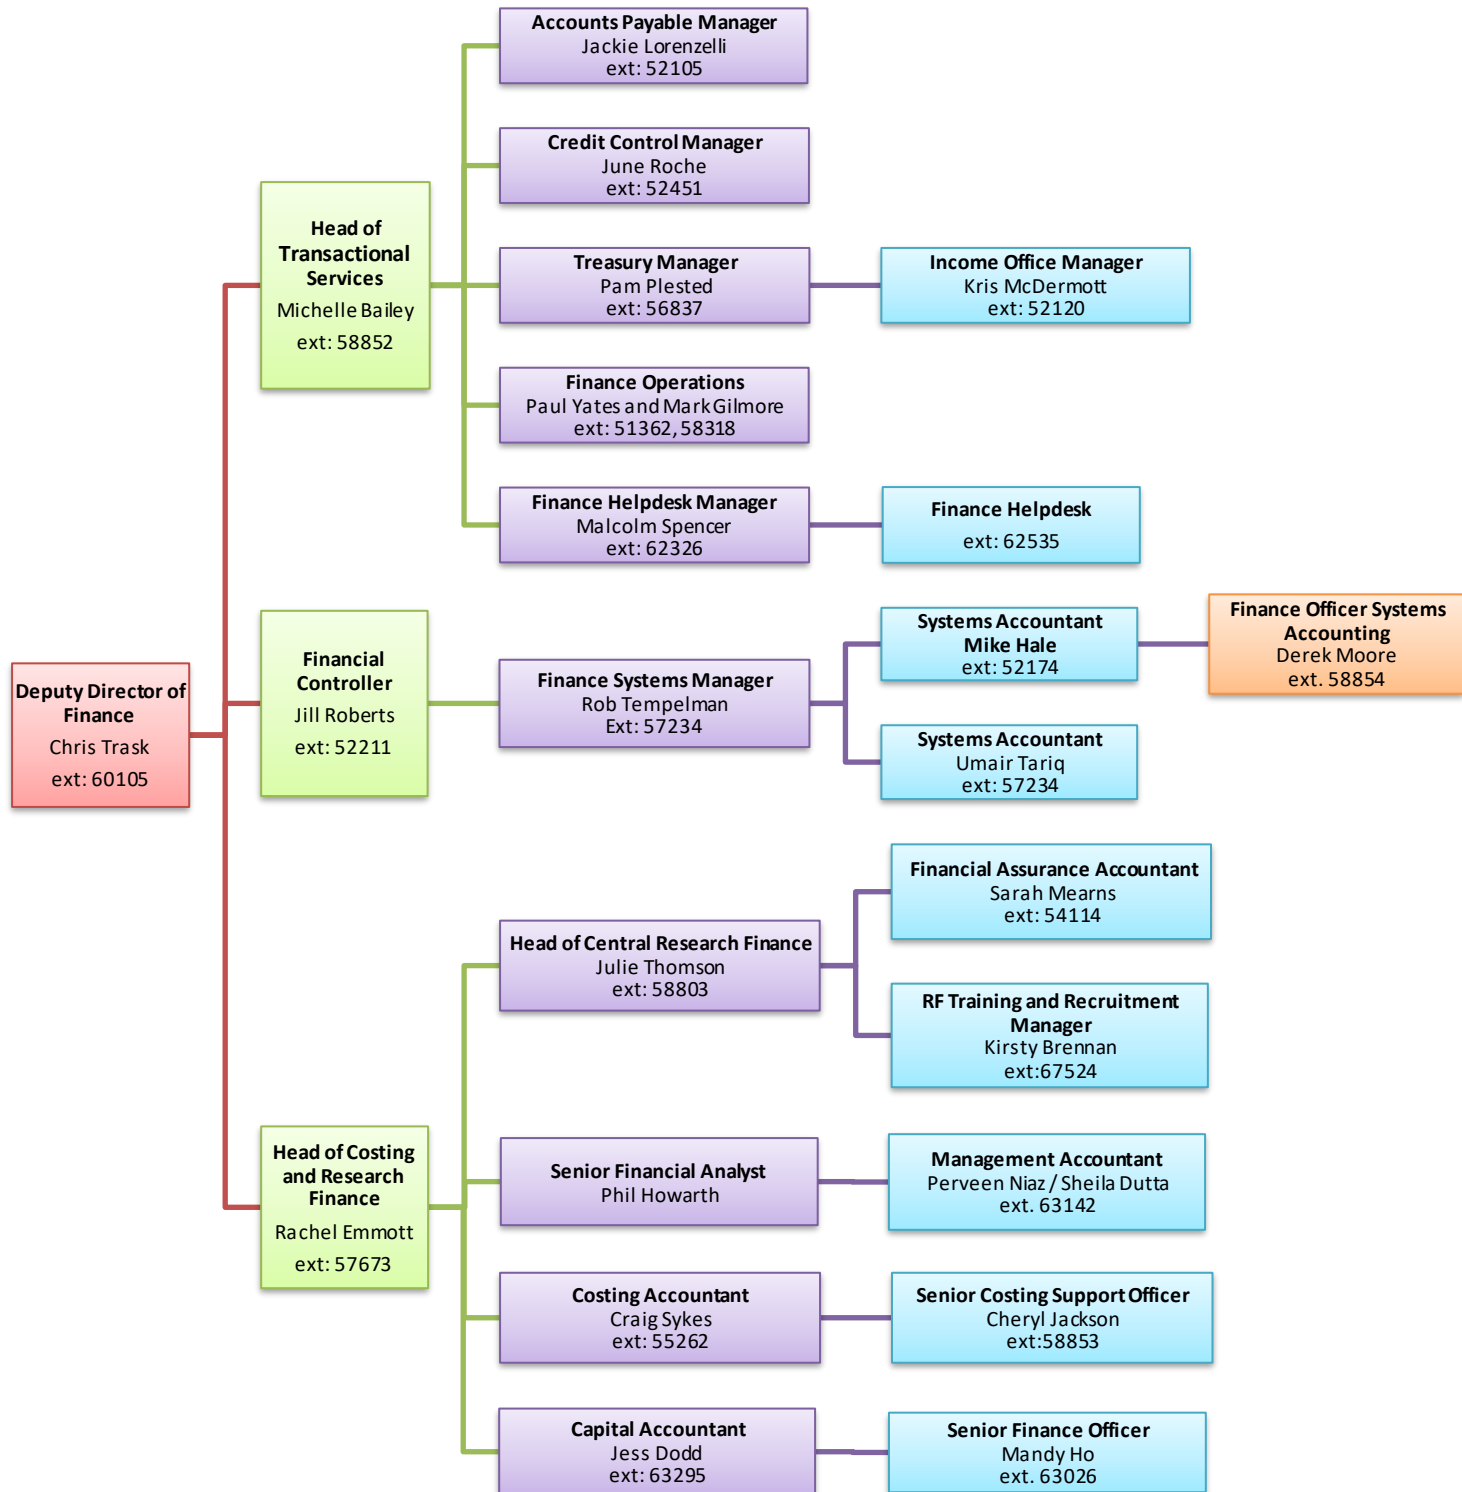 Accounts Payable Manager
Jackie Lorenzelli
ext: 52105
Credit Control Manager
June Roche
ext: 52451
Head of
Transactional
Services
Michelle Bailey
ext: 58852
Treasury Manager
Pam Plested
ext: 56837
Income Office Manager
Kris McDermott
ext: 52120
Finance Operations
Paul Yates and Mark Gilmore
ext: 51362, 58318
Finance Helpdesk Manager
Malcolm Spencer
ext: 62326
Finance Helpdesk
ext: 62535
Deputy Director of
Finance
Chris Trask
ext: 60105
Financial
Controller
Jill Roberts
ext: 52211
Finance Systems Manager
Rob Tempelman
Ext: 57234
Systems Accountant
Mike Hale
ext: 52174
Finance Officer Systems
Accounting
Derek Moore
ext. 58854
Systems Accountant
Umair Tariq
ext: 57234
Head of Central Research Finance
Julie Thomson
ext: 58803
Financial Assurance Accountant
Sarah Mearns
ext: 54114
RF Training and Recruitment
Manager
Kirsty Brennan
ext:67524
Head of Costing
and Research
Finance
Rachel Emmott
ext: 57673
Senior Financial Analyst
Phil Howarth
Management Accountant
Perveen Niaz / Sheila Dutta
ext. 63142
Costing Accountant
Craig Sykes
ext: 55262
Senior Costing Support Officer
Cheryl Jackson
ext:58853
Capital Accountant
Jess Dodd
ext: 63295
Senior Finance Officer
Mandy Ho
ext. 63026